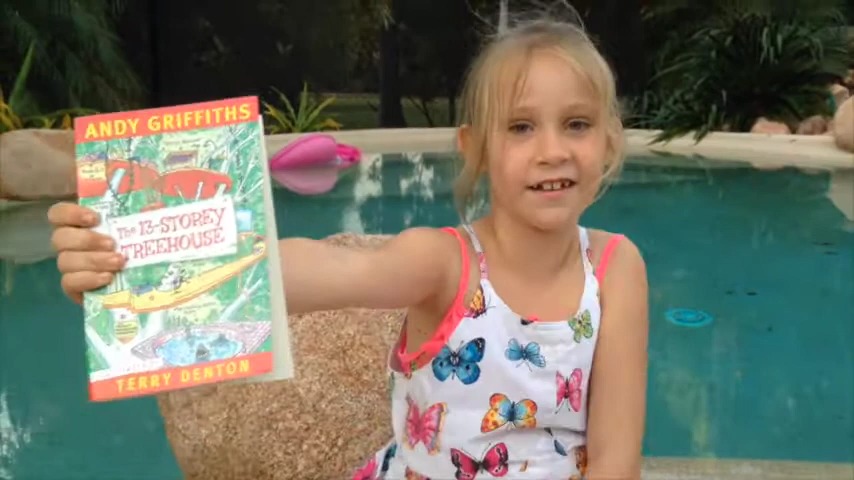 ANDY GRIFFITHS
The 13-STOREY
TREEHOUSE
TERRY DENTON